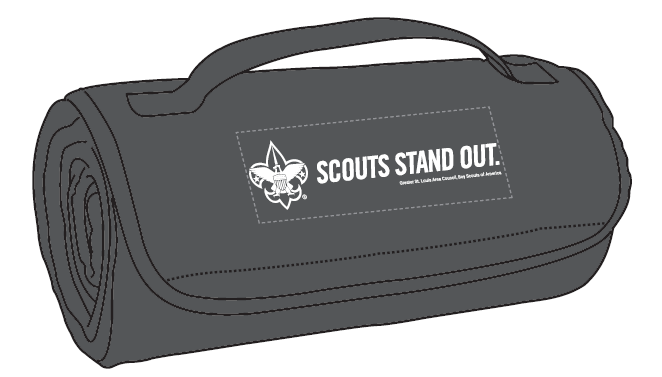 SCOUTS STAND OUT.
Greater St. Louis Area Council, Boy Scouts of America
®